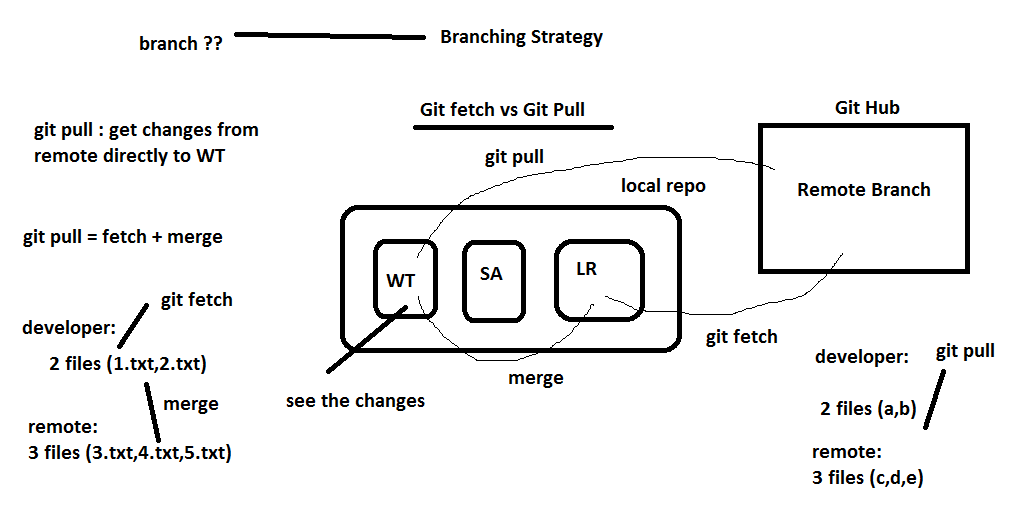 branch ??
Branching Strategy
Git fetch vs Git Pull
Git Hub
git pull : get changes from
remote directly to WT
git pull
local repo
Remote Branch
git pull = fetch + merge
WT
SA
LR
git fetch
developer:
2 files (1.txt,2.txt)
merge
remote:
3 files (3.txt,4.txt,5.txt)
see the changes
merge
git fetch
developer:
git pull
2 files (a,b)
remote:
3 files (c,d,e)